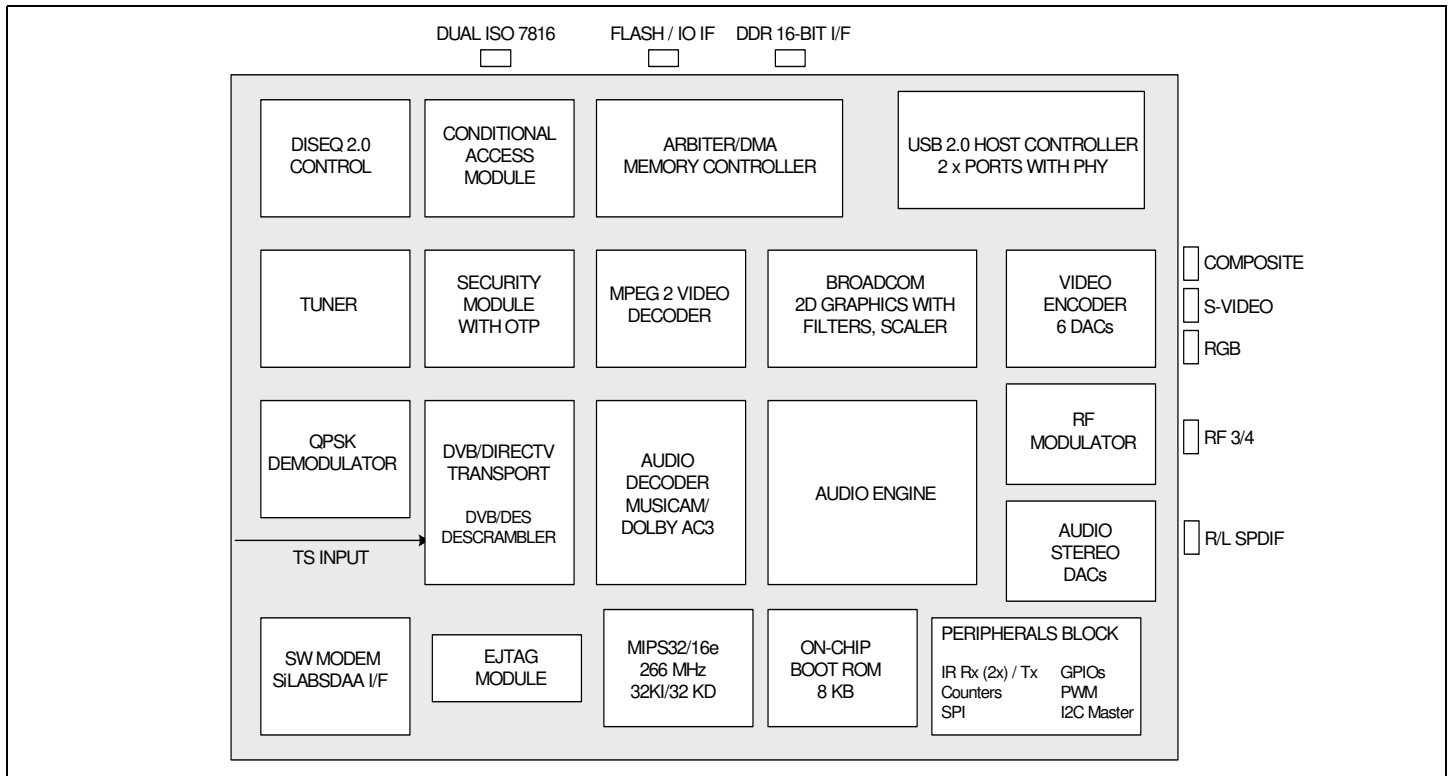 DUAL ISO 7816
FLASH / IO IF
DDR 16-BIT I/F
DISEQ 2.0
CONTROL
CONDITIONAL
ACCESS
MODULE
ARBITER/DMA
MEMORY CONTROLLER
USB 2.0 HOST CONTROLLER
2 x PORTS WITH PHY
TUNER
SECURITY
MODULE
WITH OTP
MPEG 2 VIDEO
DECODER
BROADCOM
2D GRAPHICS WITH
FILTERS, SCALER
VIDEO
ENCODER
6 DACs
COMPOSITE
S-VIDEO
RGB
QPSK
DEMODULATOR
DVB/DIRECTV
TRANSPORT
DVB/DES
DESCRAMBLER
AUDIO
DECODER
MUSICAM/
DOLBY AC3
AUDIO ENGINE
RF
MODULATOR
RF 3/4
TS INPUT
AUDIO
STEREO
DACs
R/L SPDIF
SW MODEM
SiLABSDAA I/F
EJTAG
MODULE
MIPS32/16e
266 MHz
32KI/32 KD
ON-CHIP
BOOT ROM
8 KB
PERIPHERALS BLOCK
IR Rx (2x) / Tx
Counters
SPI
GPIOs
PWM
I2C Master